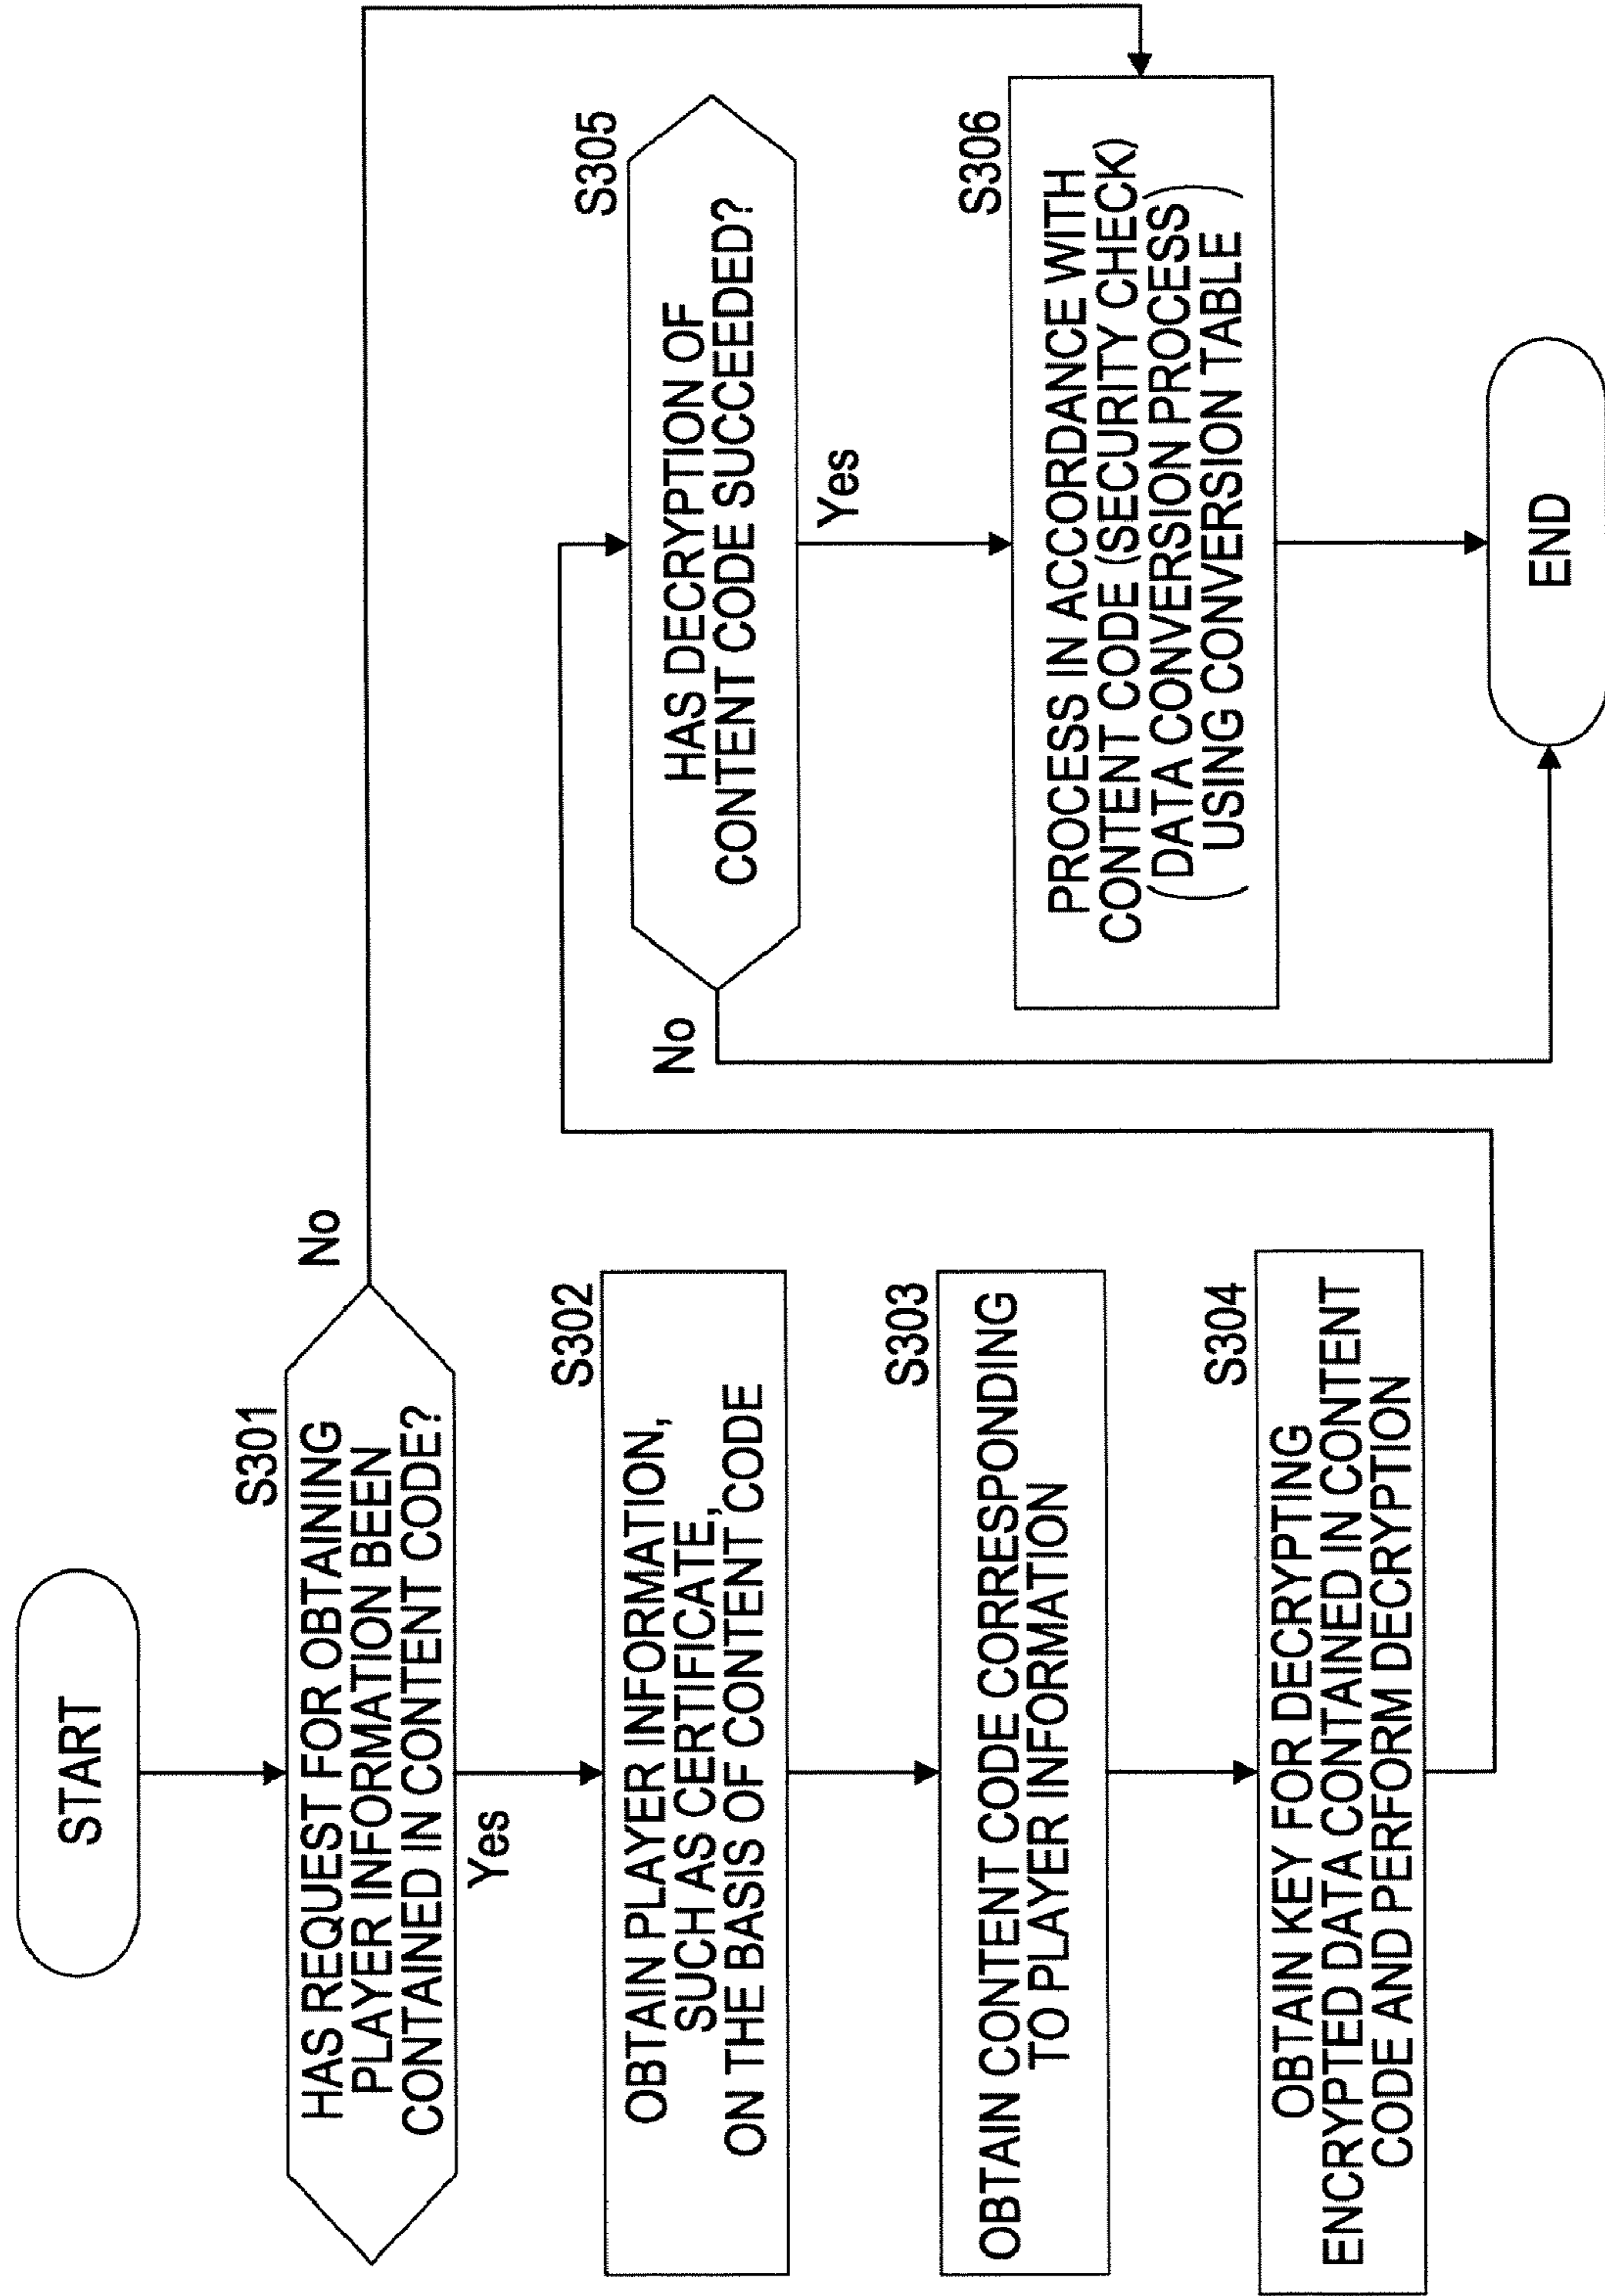 START
S301
HAS REQUEST FOR OBTAINING
PLAYER INFORMATION BEEN
CONTAINED IN CONTENT CODE?
No
Yes
S302
OBTAIN PLAYER INFORMATION,
SUCH AS CERTIFICATE,
ON THE BASIS OF CONTENT CODE
S303
OBTAIN CONTENT CODE CORRESPONDING
TO PLAYER INFORMATION
S304
OBTAIN KEY FOR DECRYPTING
ENCRYPTED DATA CONTAINED IN CONTENT
CODE AND PERFORM DECRYPTION
S305
HAS DECRYPTION OF
CONTENT CODE SUCCEEDED?
No
Yes
S306
PROCESS IN ACCORDANCE WITH
CONTENT CODE (SECURITY CHECK)
(DATA CONVERSION PROCESS
USING CONVERSION TABLE)
END